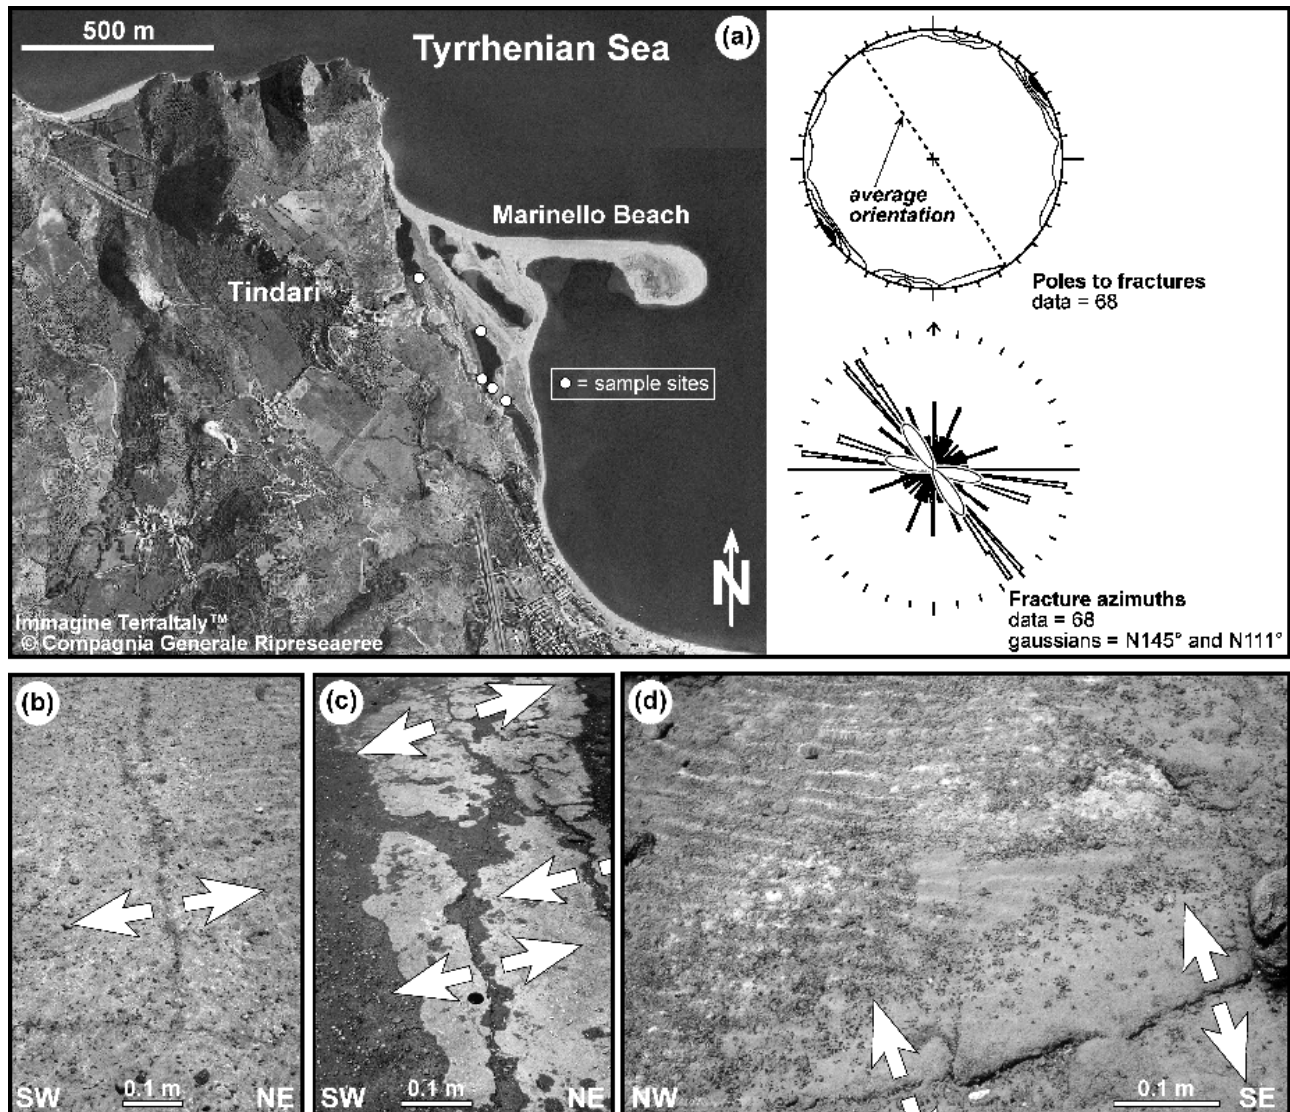 500 m
Tyrrhenian Sea
(a)
Marinello Beach
Tindari
= sample sites
N
Immagine TerraItaly™
© Compagnia Generale Ripreseaeree
average
orientation
Poles to fractures
data = 68
Fracture azimuths
data = 68
gaussians = N145° and N111°
(b)
SW
0.1 m
NE
(c)
SW
0.1 m
NE
(d)
NW
0.1 m
SE